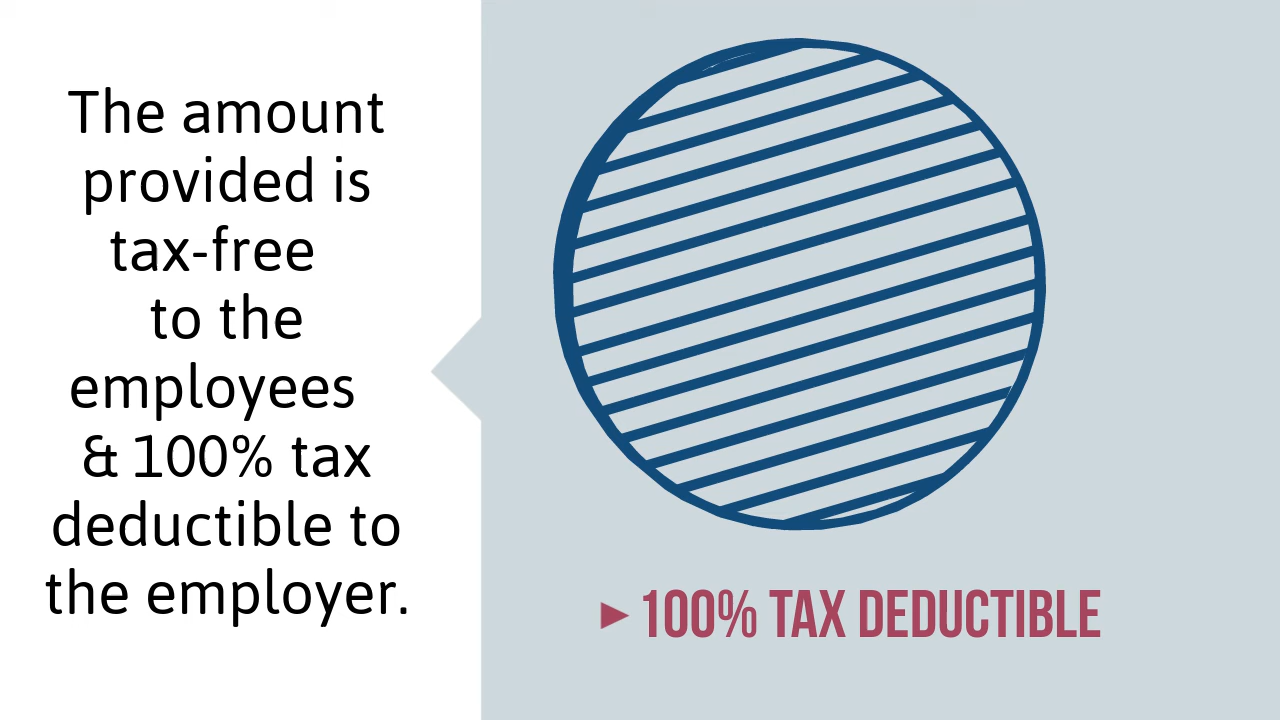 The amount
provided is
tax-free
to the
employees
& 100% tax
deductible to
the employer.
► 100% TAX DEDUCTIBLE